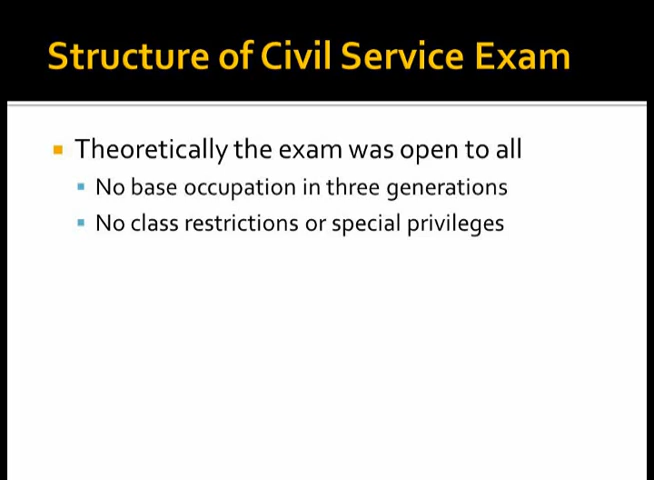 Structure of Civil Service Exam
Theoretically the exam was open to all
No base occupation in three generations
No class restrictions or special privileges